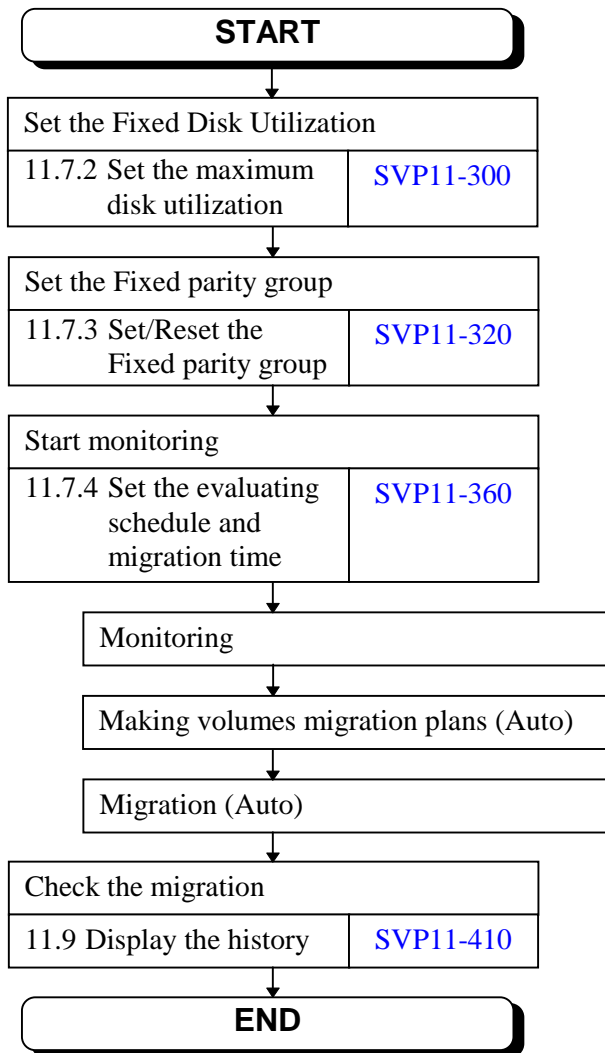 START
Set the Fixed Disk Utilization
11.7.2 Set the maximum
disk utilization
SVP11-300
Set the Fixed parity group
11.7.3 Set/Reset the
Fixed parity group
SVP11-320
Start monitoring
11.7.4 Set the evaluating
schedule and
migration time
SVP11-360
Monitoring
Making volumes migration plans (Auto)
Migration (Auto)
Check the migration
11.9 Display the history
SVP11-410
END